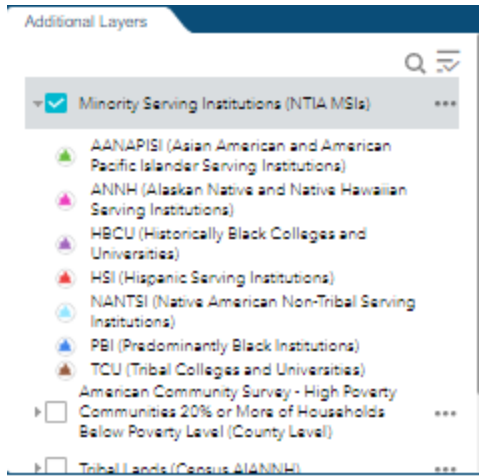 Additional Layers
Minority Serving Institutions (NTIA MSIs)
AANAPISI (Asian American and American
Pacific Islander Serving Institutions)
ANNH (Alaskan Native and Native Hawaiian
Serving Institutions)
HBCU (Historically Black Colleges and
Universities)
HSI (Hispanic Serving Institutions)
NANTSI (Native American Non-Tribal Serving
Institutions)
PBI (Predominantly Black Institutions)
TCU (Tribal Colleges and Universities)
American Community Survey - High Poverty
Communities 20% or More of Households
Below Poverty Level (County Level)
Tribal Lands (Census AIANNH)